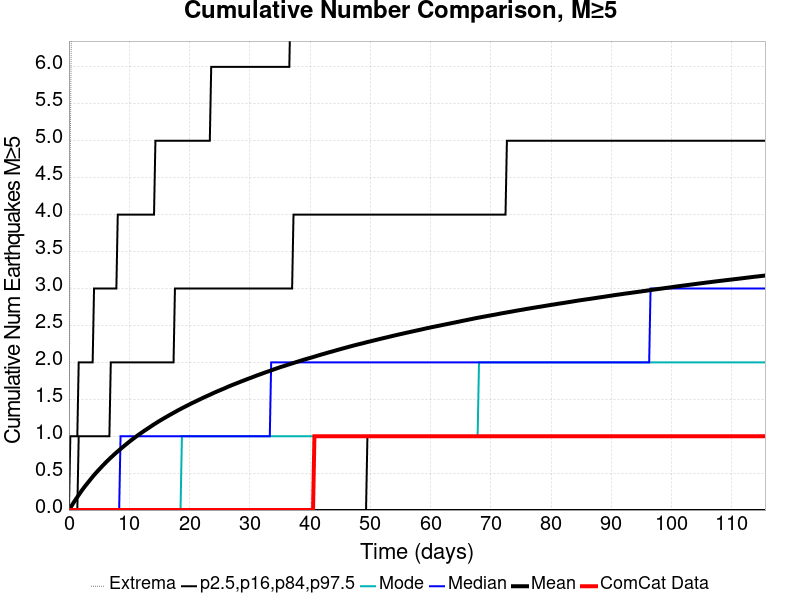 Cumulative Number Comparison, M≥5
Cumulative Num Earthquakes M≥5
6.0
5.5
5.0
4.5
4.0
3.5
3.0
2.5
2.0
1.5
1.0
0.5
0.0
0 10 20 30 40 50 60 70 80 90 100 110
Time (days)
Extrema p2.5,p16,p84,p97.5 Mode Median Mean ComCat Data